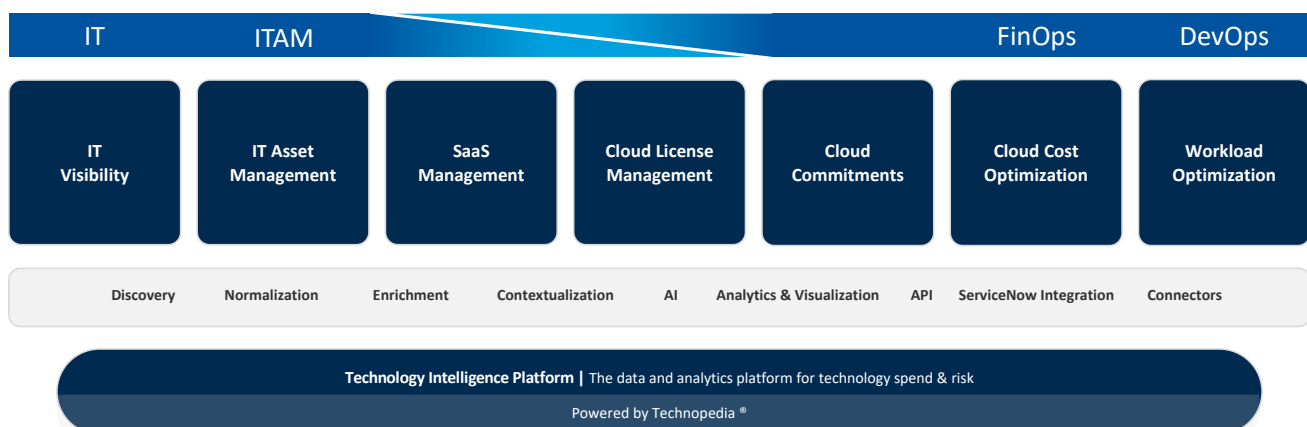 IT ITAM FinOps DevOps
IT
Visibility
IT Asset
Management
SaaS
Management
Cloud License
Management
Cloud
Commitments
Cloud Cost
Optimization
Workload
Optimization
Discovery Normalization Enrichment Contextualization AI Analytics & Visualization API ServiceNow Integration Connectors
Technology Intelligence Platform | The data and analytics platform for technology spend & risk
Powered by Technopedia ®